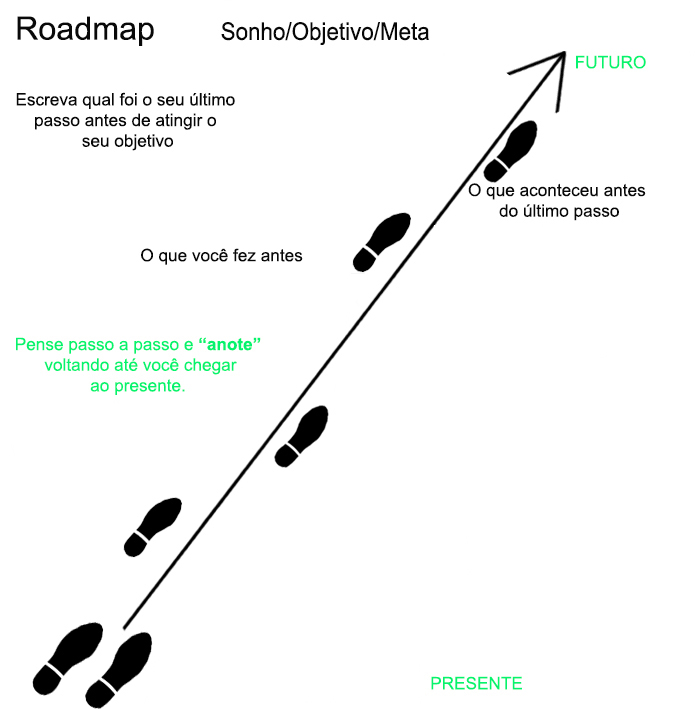 Roadmap
Sonho/Objetivo/Meta
FUTURO
Escreva qual foi o seu último
passo antes de atingir o
seu objetivo
O que aconteceu antes
do último passo
O que você fez antes
Pense passo a passo e “anote”
voltando até você chegar
ao presente.
PRESENTE